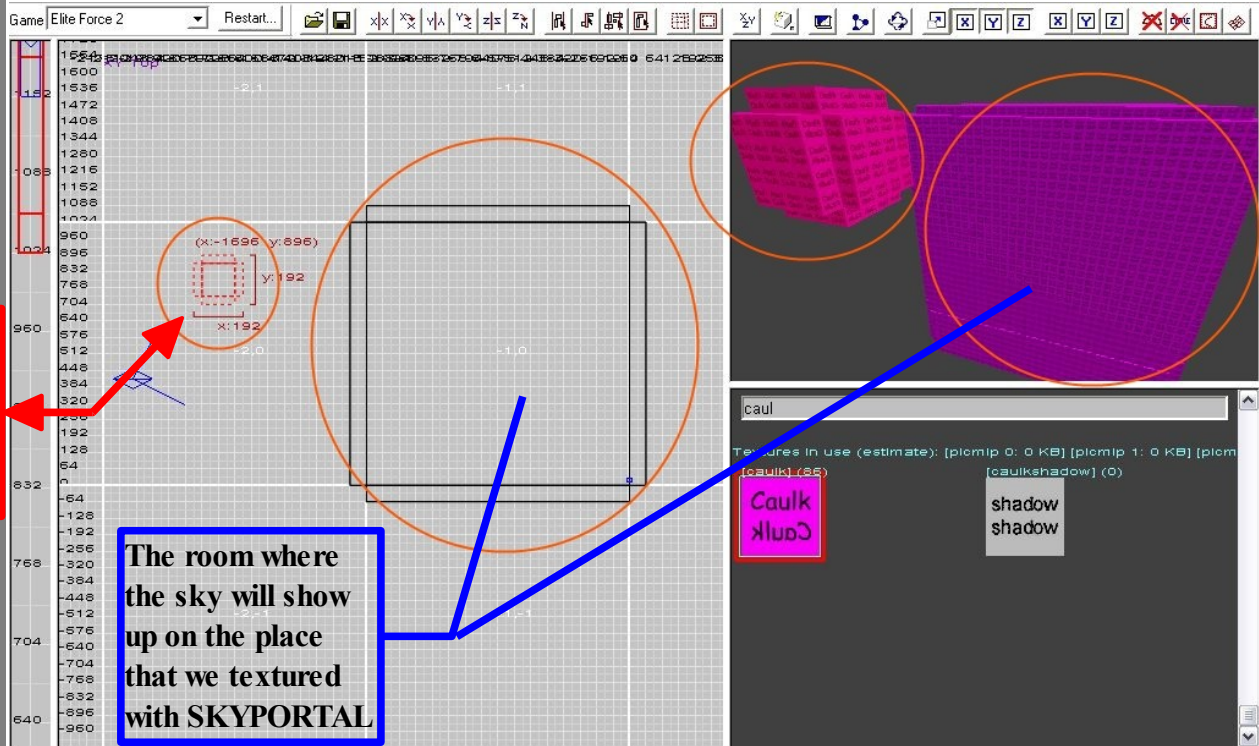 Game Elite Force 2 Restart...
XY Top
1600
1536
1472
1408
1344
1280
1216
1152
1088
1024
960
896
832
768
704
640
576
512
448
384
320
192
128
64
-64
-128
-192
-256
-320
-384
-448
-512
-576
-640
-704
-768
-832
-896
-960
1152
1088
1024
960
832
768
704
640
-2,1
-1,1
(x:-1696 y:896)
y:192
x:192
-2,0
-1,0
The room where
the sky will show
up on the place
that we textured
with SKYPORTAL
caul
Textures in use (estimate): [picmip 0: 0 KB] [picmip 1: 0 KB] [picm
[caulk] (86)
[caulkshadow] (0)
Caulk
Caulk
shadow
shadow